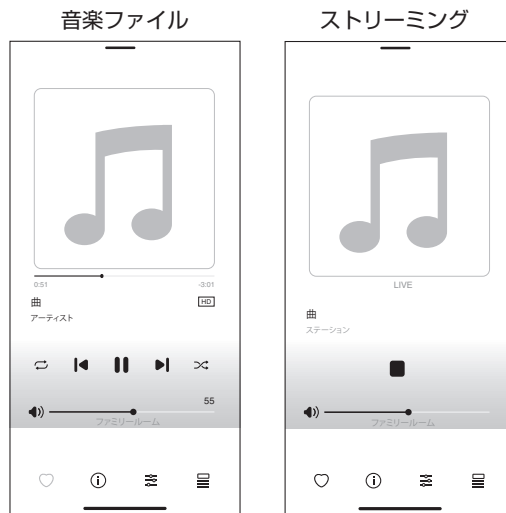 音楽ファイル
0:51 -3:01
曲 HD
アーティスト
55
ファミリールーム
ストリーミング
LIVE
曲
ステーション
ファミリールーム